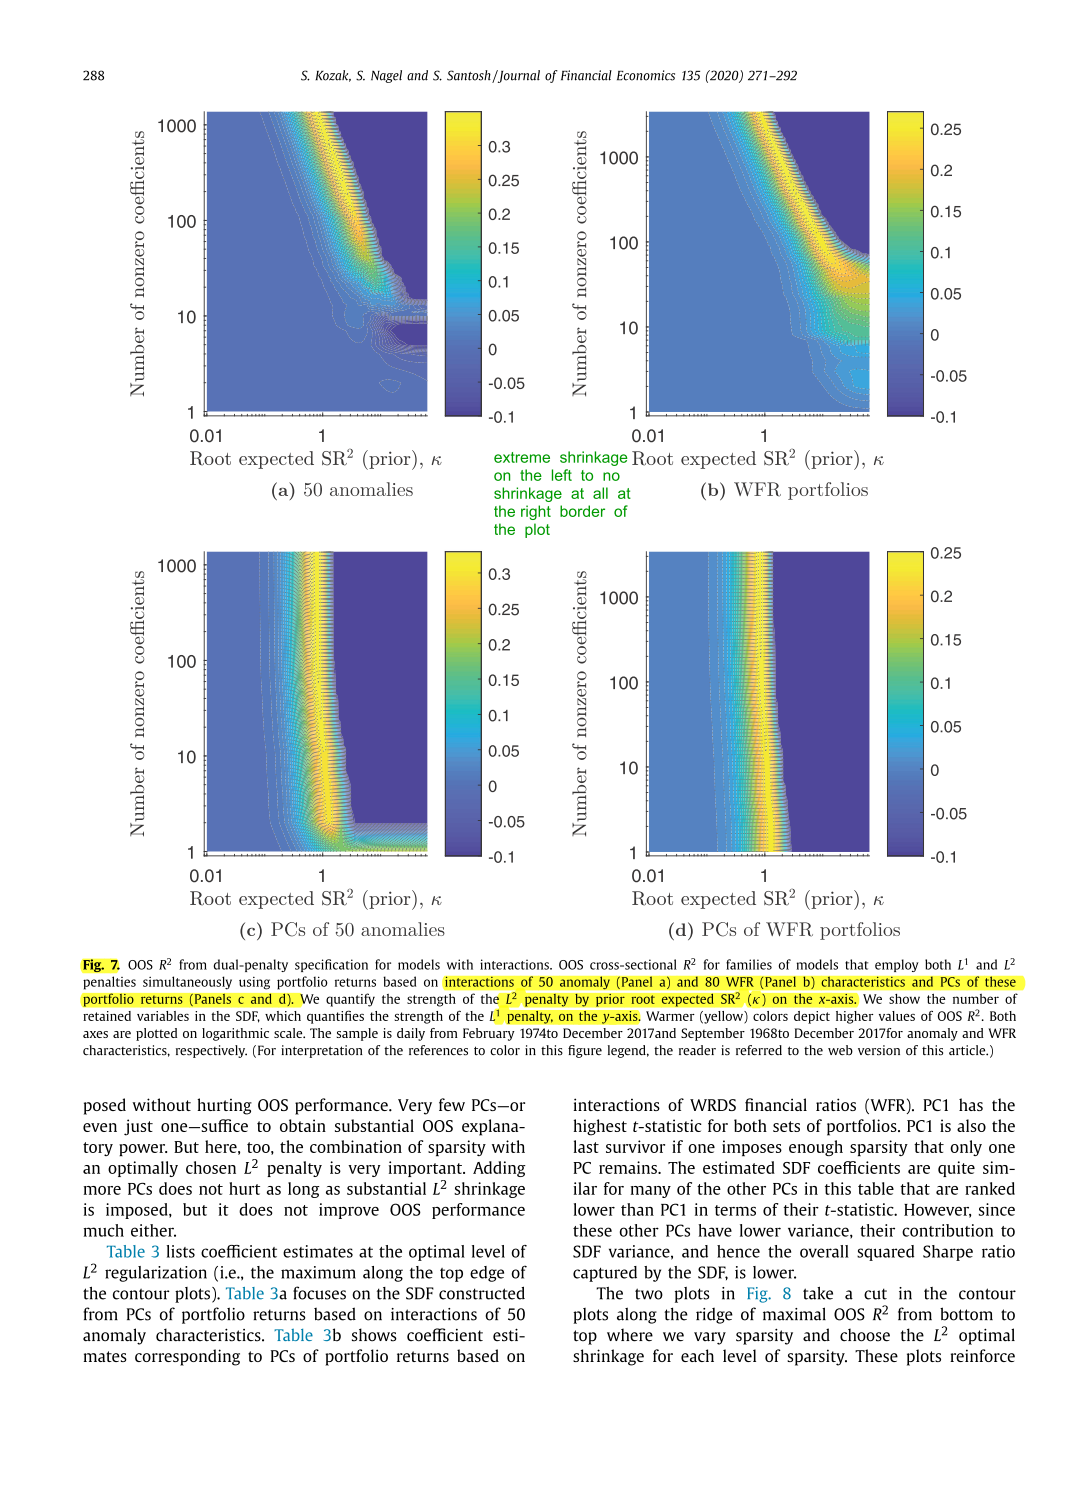 288
S. Kozak, S. Nagel and S. Santosh / Journal of Financial Economics 135 (2020) 271–292
Number of nonzero coefficients
1000
100
10
1
0.01
1
Root expected SR², (prior), κ
0.3
0.25
0.2
0.15
0.1
0.05
0
-0.05
-0.1
(a) 50 anomalies
Number of nonzero coefficients
1000
100
10
1
0.01
1
Root expected SR² (prior), κ
0.25
0.2
0.15
0.1
0.05
0
-0.05
-0.1
(b) WFR portfolios
extreme shrinkage
on the left to no
shrinkage at all at
the right border of
the plot
Number of nonzero coefficients
1000
100
10
1
0.01
1
Root expected SR² (prior), κ
0.3
0.25
0.2
0.15
0.1
0.05
0
-0.05
-0.1
(c) PCs of 50 anomalies
Number of nonzero coefficients
1000
100
10
1
0.01
1
Root expected SR² (prior), κ
0.25
0.2
0.15
0.1
0.05
0
-0.05
-0.1
(d) PCs of WFR portfolios
Fig. 7. OOS R² from dual-penalty specification for models with interactions. OOS cross-sectional R² for families of models that employ both L¹ and L²
penalties simultaneously using portfolio returns based on interactions of 50 anomaly (Panel a) and 80 WFR (Panel b) characteristics and PCs of these
portfolio returns (Panels c and d). We quantify the strength of the L² penalty by prior root expected SR² (κ) on the x-axis. We show the number of
retained variables in the SDF, which quantifies the strength of the L¹ penalty, on the y-axis. Warmer (yellow) colors depict higher values of OOS R². Both
axes are plotted on logarithmic scale. The sample is daily from February 1974to December 2017and September 1968to December 2017for anomaly and WFR
characteristics, respectively. (For interpretation of the references to color in this figure legend, the reader is referred to the web version of this article.)
posed without hurting OOS performance. Very few PCs—or
even just one—suffice to obtain substantial OOS explana-
tory power. But here, too, the combination of sparsity with
an optimally chosen L² penalty is very important. Adding
more PCs does not hurt as long as substantial L² shrinkage
is imposed, but it does not improve OOS performance
much either.
Table 3 lists coefficient estimates at the optimal level of
L² regularization (i.e., the maximum along the top edge of
the contour plots). Table 3a focuses on the SDF constructed
from PCs of portfolio returns based on interactions of 50
anomaly characteristics. Table 3b shows coefficient esti-
mates corresponding to PCs of portfolio returns based on
interactions of WRDS financial ratios (WFR). PC1 has the
highest t-statistic for both sets of portfolios. PC1 is also the
last survivor if one imposes enough sparsity that only one
PC remains. The estimated SDF coefficients are quite sim-
ilar for many of the other PCs in this table that are ranked
lower than PC1 in terms of their t-statistic. However, since
these other PCs have lower variance, their contribution to
SDF variance, and hence the overall squared Sharpe ratio
captured by the SDF, is lower.
The two plots in Fig. 8 take a cut in the contour
plots along the ridge of maximal OOS R² from bottom to
top where we vary sparsity and choose the L² optimal
shrinkage for each level of sparsity. These plots reinforce